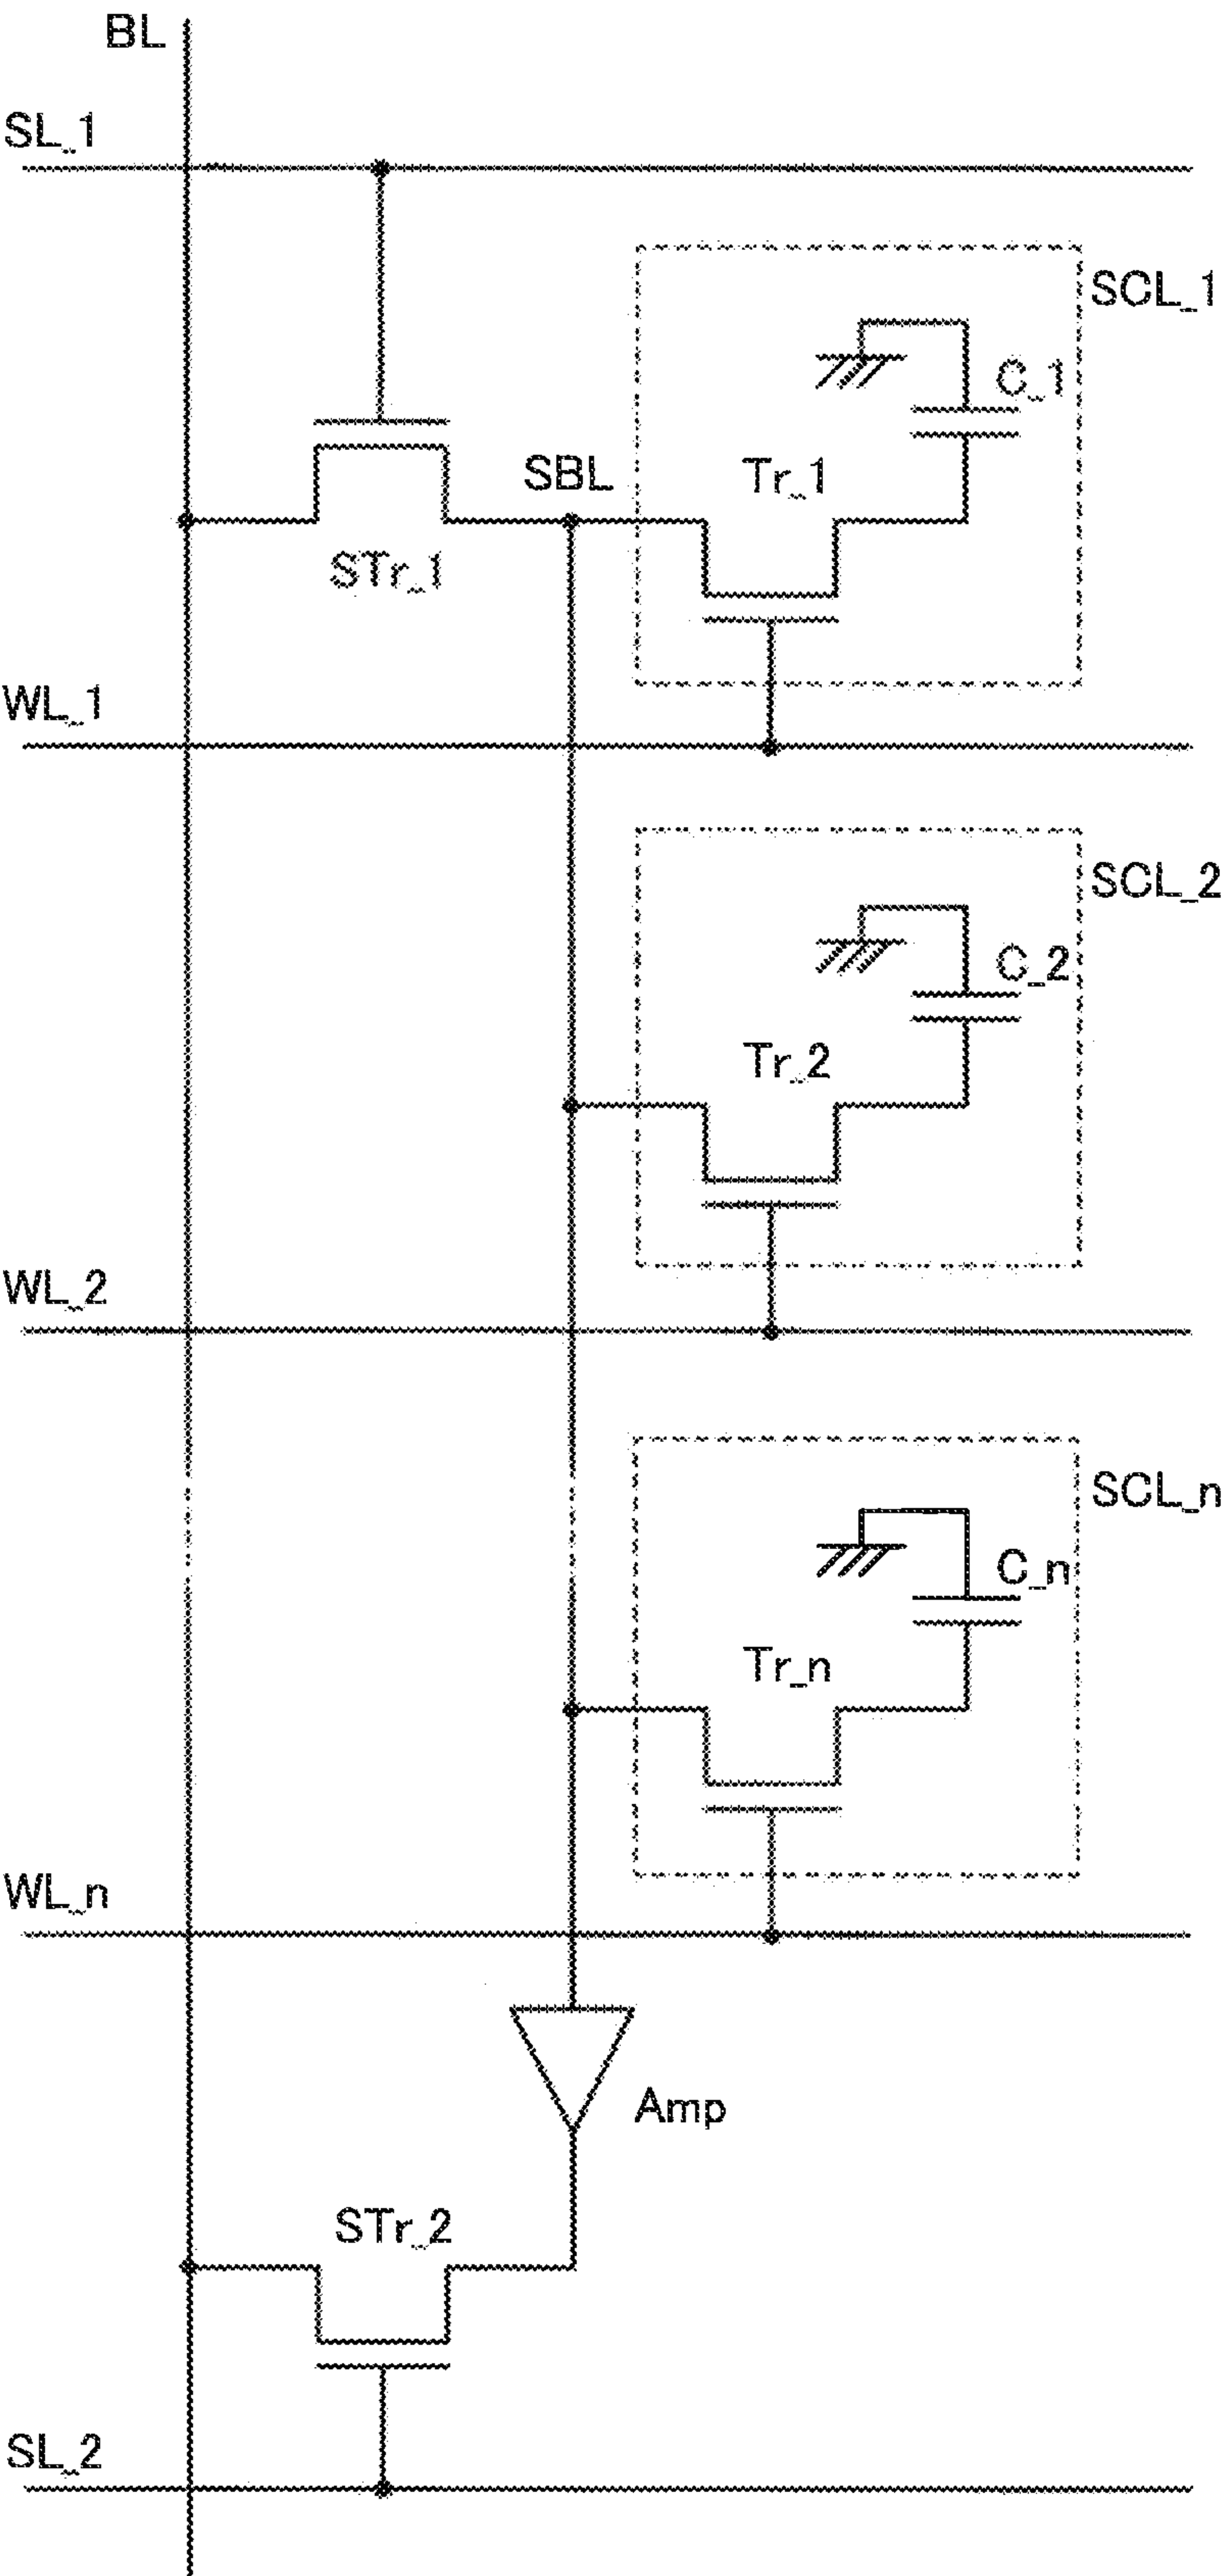 BL
SL_1
SCL_1
C_1
SBL
Tr_1
STr_1
WL_1
SCL_2
C_2
Tr_2
WL_2
SCL_n
C_n
Tr_n
WL_n
Amp
STr_2
SL_2